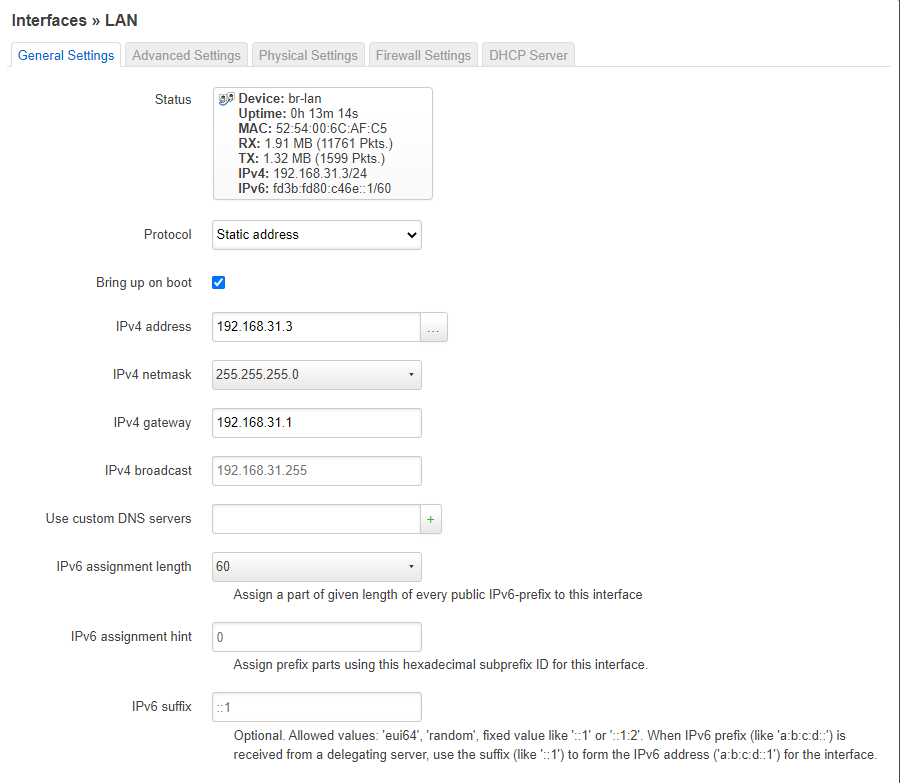 Interfaces » LAN
General Settings Advanced Settings Physical Settings Firewall Settings DHCP Server
Status
Device: br-lan
Uptime: 0h 13m 14s
MAC: 52:54:00:6C:AF:C5
RX: 1.91 MB (11761 Pkts.)
TX: 1.32 MB (1599 Pkts.)
IPv4: 192.168.31.3/24
IPv6: fd3b:fd80:c46e::1/60
Protocol Static address
Bring up on boot
IPv4 address 192.168.31.3 ...
IPv4 netmask 255.255.255.0
IPv4 gateway 192.168.31.1
IPv4 broadcast 192.168.31.255
Use custom DNS servers +
IPv6 assignment length 60
Assign a part of given length of every public IPv6-prefix to this interface
IPv6 assignment hint 0
Assign prefix parts using this hexadecimal subprefix ID for this interface.
IPv6 suffix ::1
Optional. Allowed values: 'eui64', 'random', fixed value like '::1' or '::1:2'. When IPv6 prefix (like 'a:b:c:d::') is
received from a delegating server, use the suffix (like '::1') to form the IPv6 address ('a:b:c:d::1') for the interface.